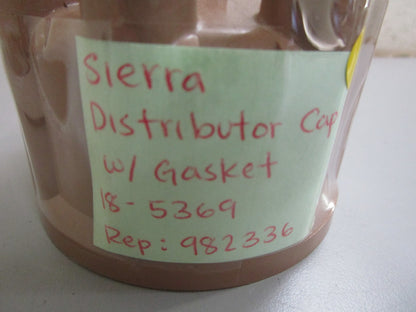 Sierra
Distributor Cap
w/ Gasket
18-5369
Rep: 982336